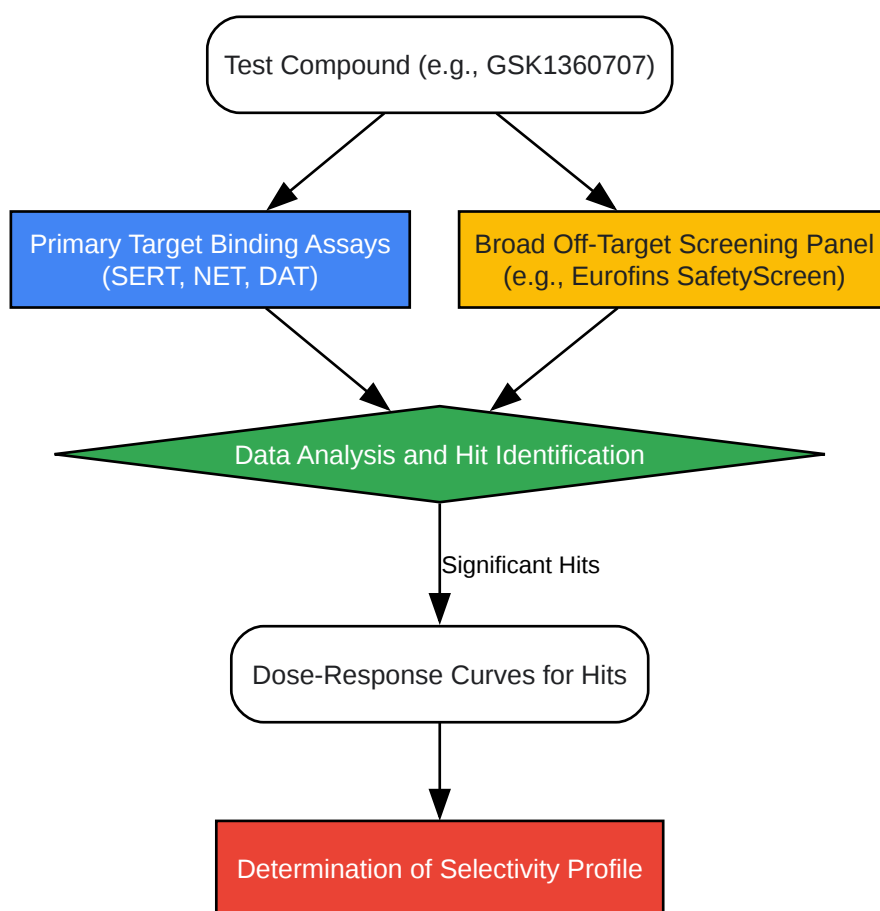 Test Compound (e.g., GSK1360707)
Primary Target Binding Assays
(SERT, NET, DAT)
Broad Off-Target Screening Panel
(e.g., Eurofins SafetyScreen)
Data Analysis and Hit Identification
Significant Hits
Dose-Response Curves for Hits
Determination of Selectivity Profile